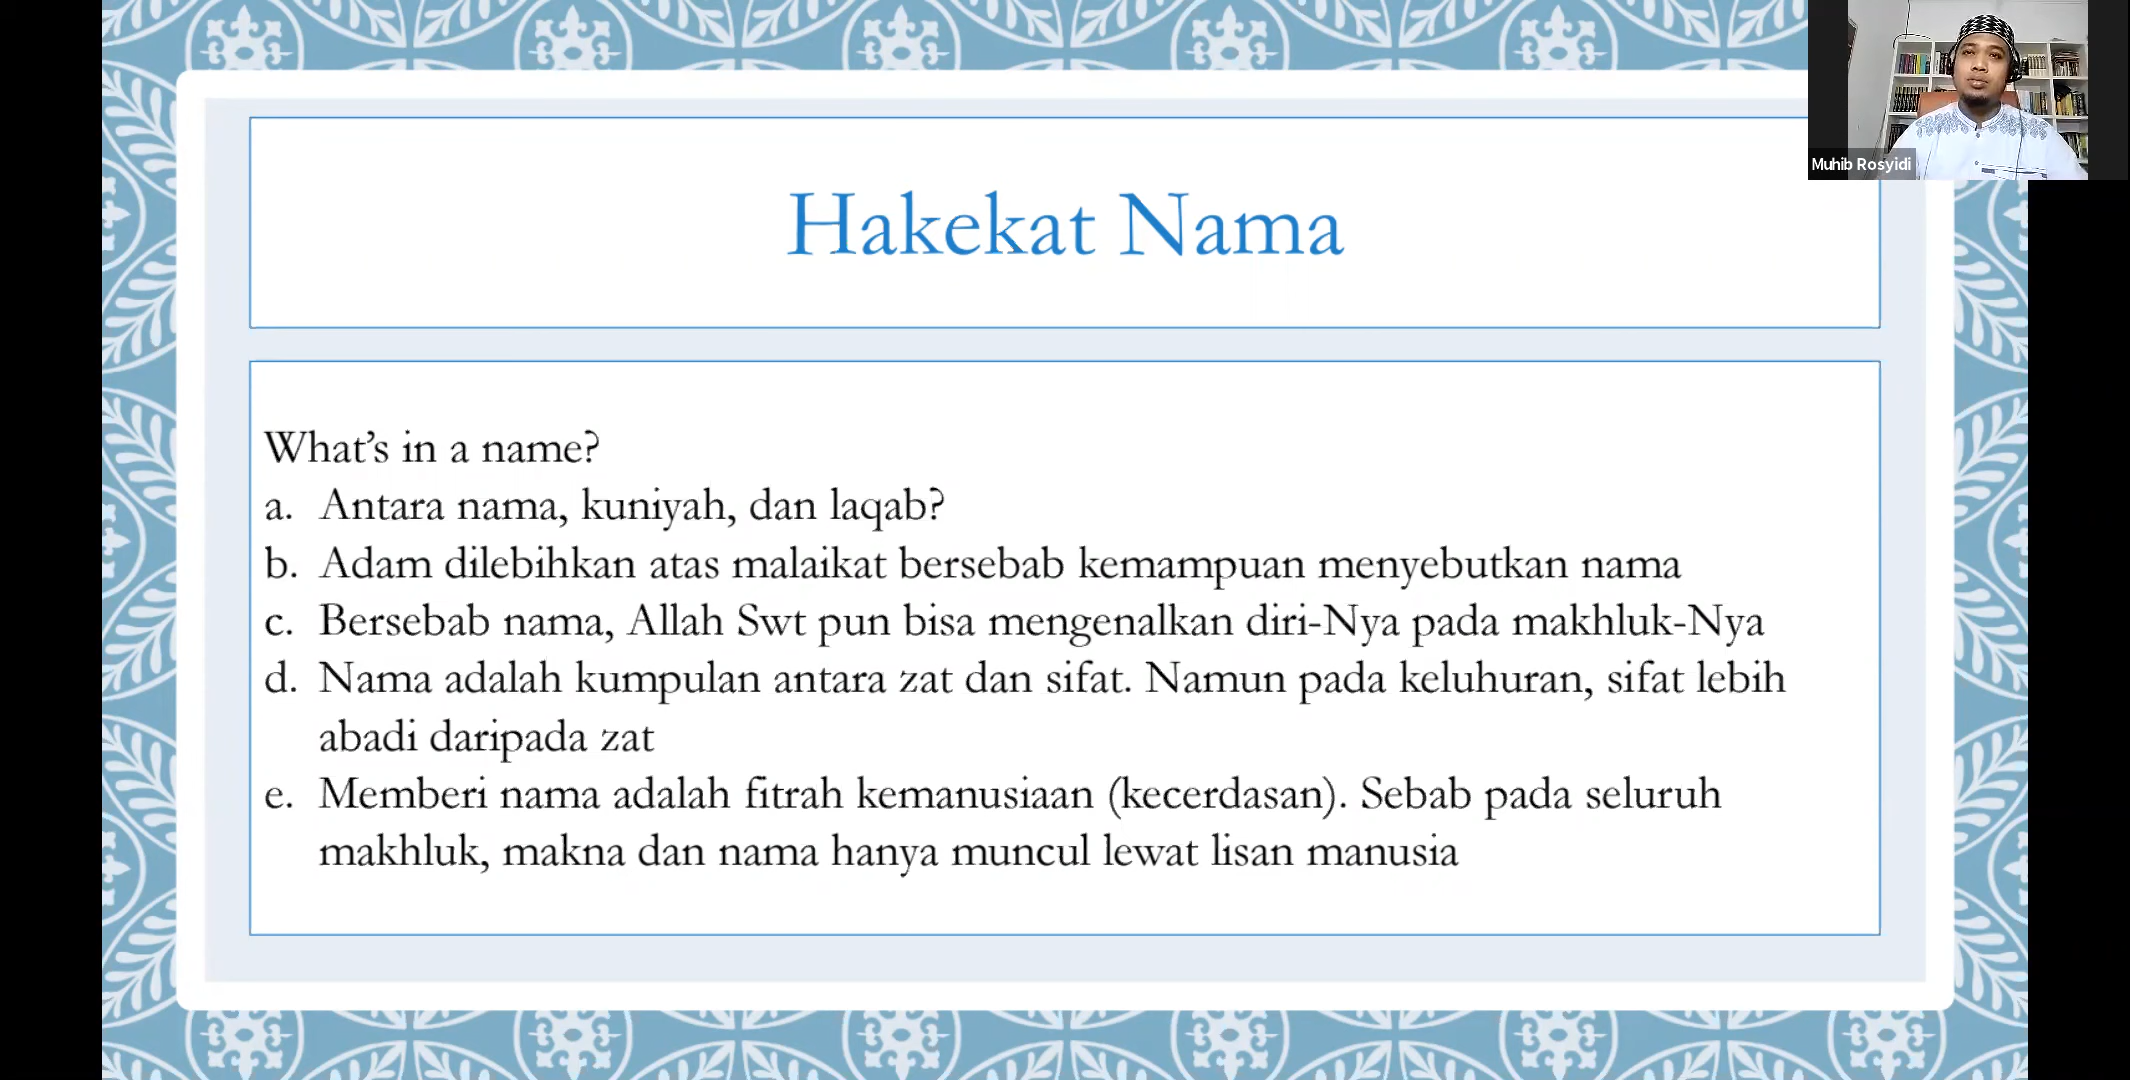 Muhib Rosyidi
Hakekat Nama
What's in a name?
a. Antara nama, kuniyah, dan laqab?
b. Adam dilebihkan atas malaikat bersebab kemampuan menyebutkan nama
c. Bersebab nama, Allah Swt pun bisa mengenalkan diri-Nya pada makhluk-Nya
d. Nama adalah kumpulan antara zat dan sifat. Namun pada keluhuran, sifat lebih
abadi daripada zat
e. Memberi nama adalah fitrah kemanusiaan (kecerdasan). Sebab pada seluruh
makhluk, makna dan nama hanya muncul lewat lisan manusia